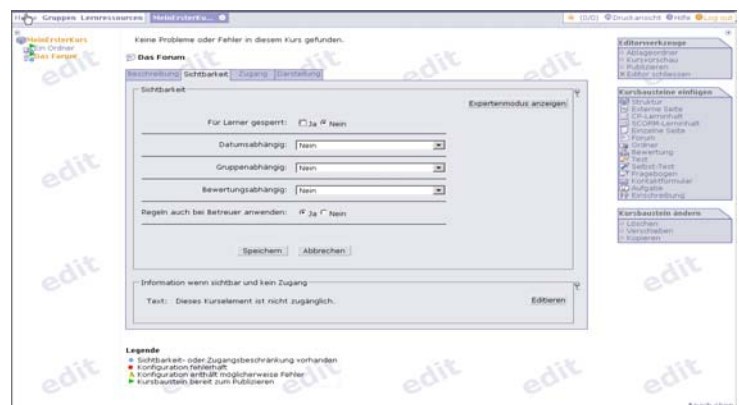 Home Gruppen Lernressourcen MeinErsterKu...
(0/0) Druckansicht Hilfe Log out
MeinErsterKurs
Ein Ordner
Das Forum
Keine Probleme oder Fehler in diesem Kurs gefunden.
Das Forum
Beschreibung Sichtbarkeit Zugang Darstellung
Sichtbarkeit
Expertenmodus anzeigen
Für Lerner gesperrt: Ja Nein
Datumsabhängig: Nein
Gruppenabhängig: Nein
Bewertungsabhängig: Nein
Regeln auch bei Betreuer anwenden: Ja Nein
Speichern Abbrechen
Information wenn sichtbar und kein Zugang
Text: Dieses Kurselement ist nicht zugänglich.
Editieren
Legende
Sichtbarkeit- oder Zugangsbeschränkung vorhanden
Konfiguration fehlerhaft
Konfiguration enthält möglicherweise Fehler
Kursbaustein bereit zum Publizieren
Editorwerkzeuge
Ablageordner
Kursvorschau
Publizieren
Editor schliessen
Kursbausteine einfügen
Struktur
Externe Seite
CP-Lerninhalt
SCORM-Lerninhalt
Einzelne Seite
Forum
Ordner
Bewertung
Test
Selbst-Test
Fragebogen
Kontaktformular
Aufgabe
Einschreibung
Kursbaustein ändern
Löschen
Verschieben
Kopieren
edit edit edit edit
edit edit
edit edit
edit edit edit edit edit